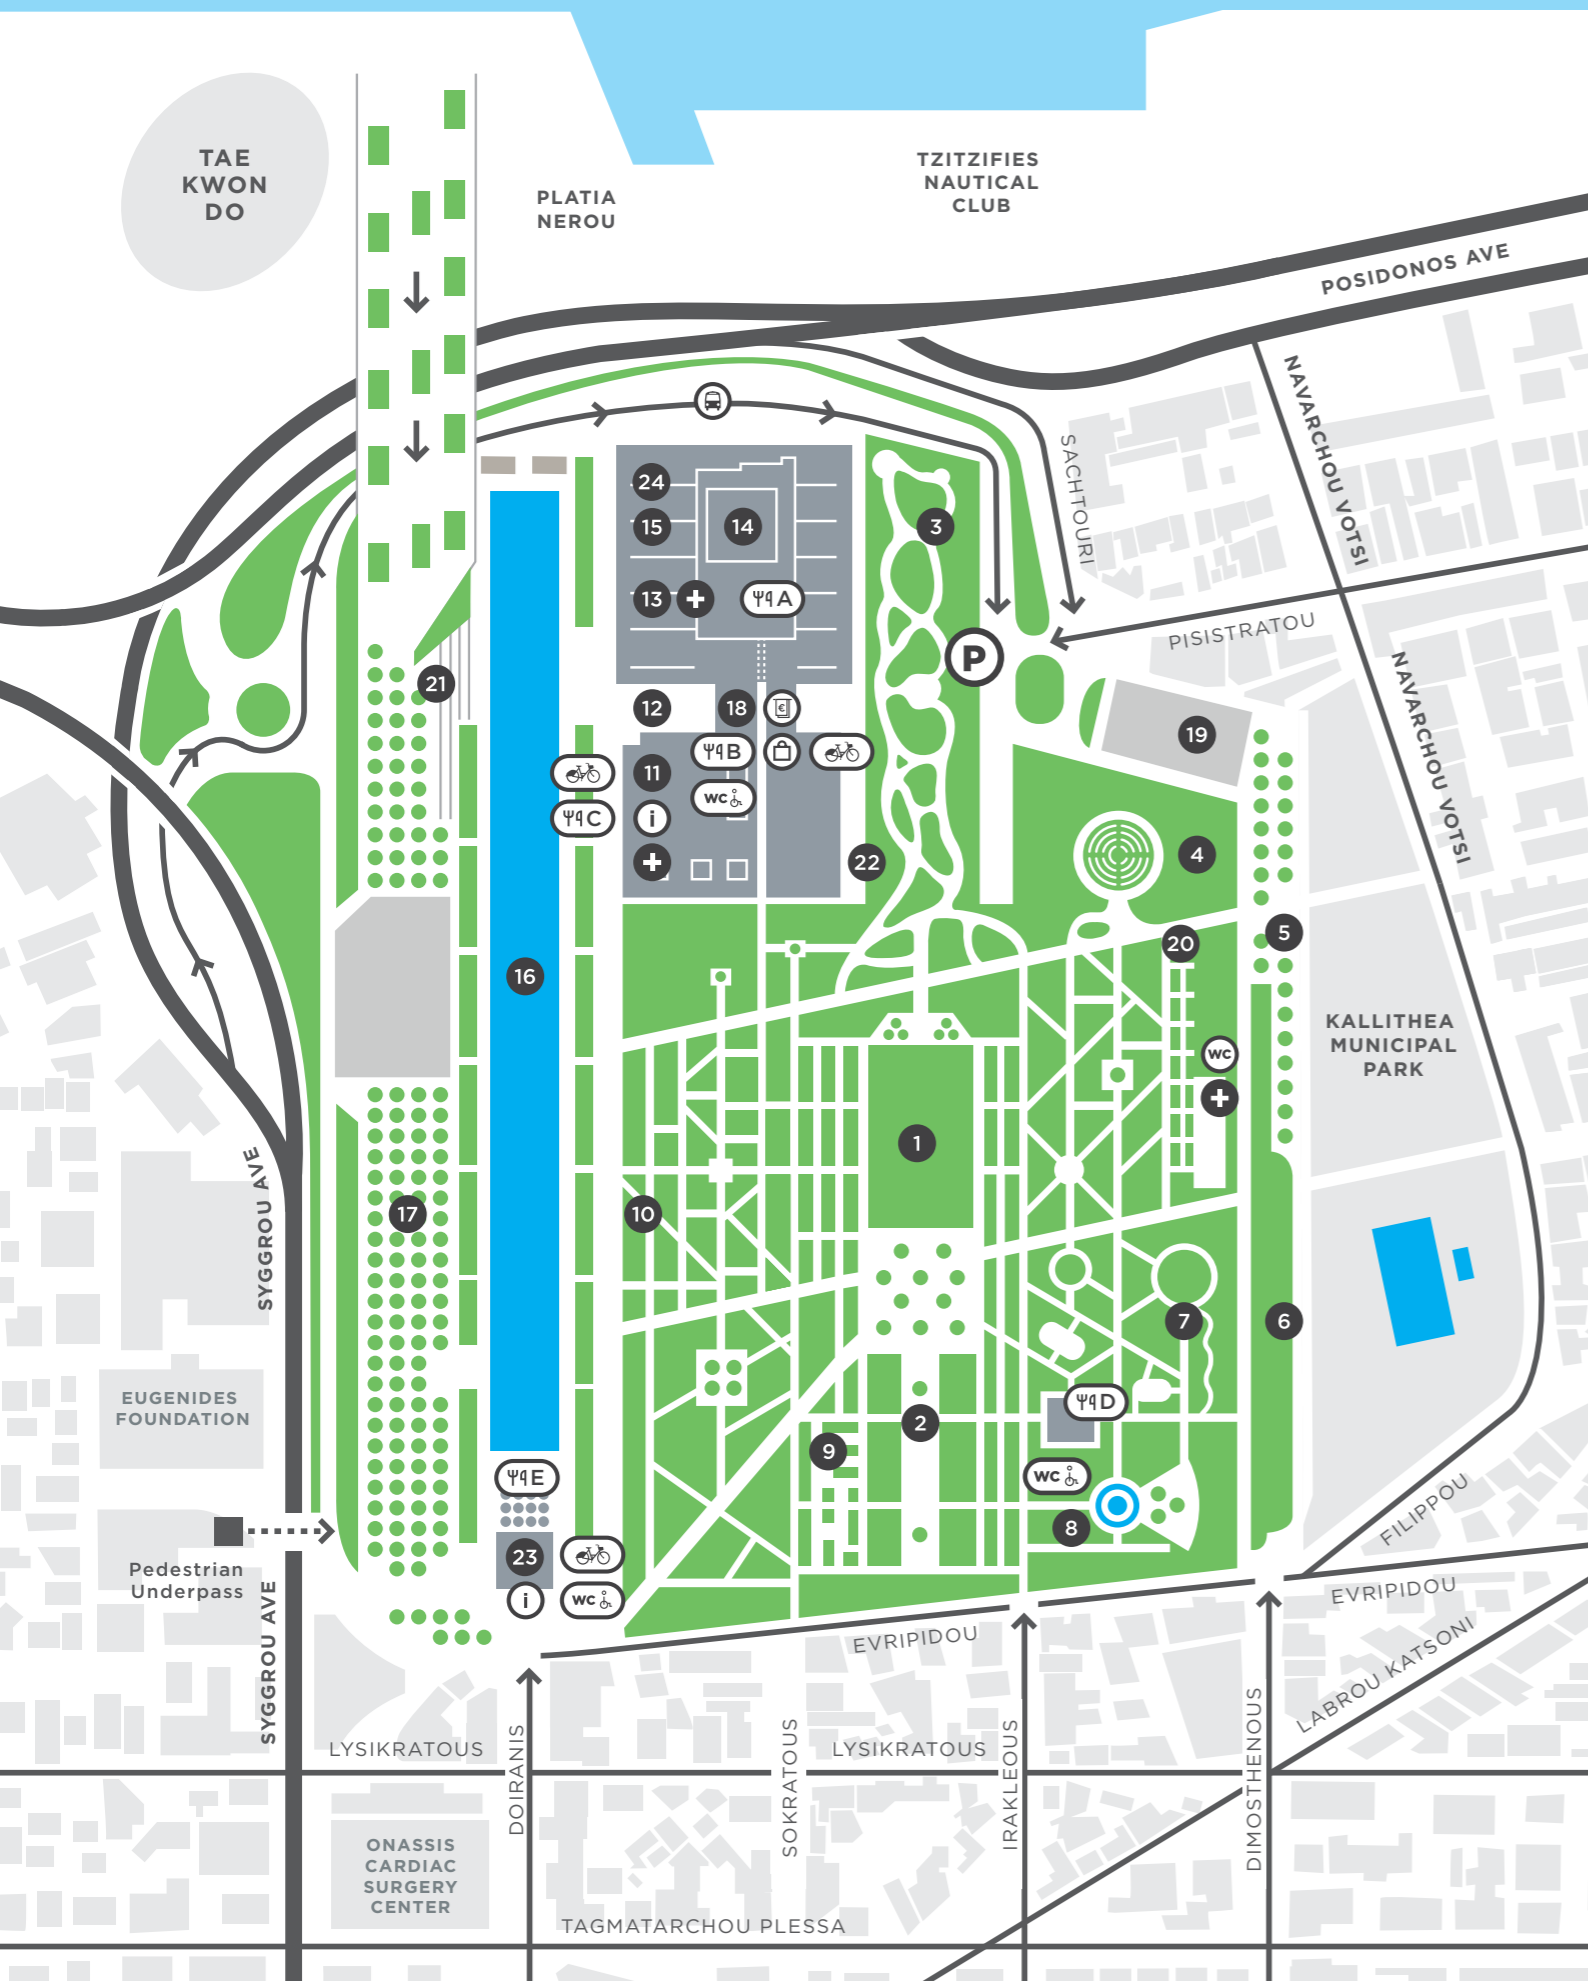 TAE
KWON
DO
PLATIA
NEROU
TZITZIFIES
NAUTICAL
CLUB
POSIDONOS AVE
NAVARCHOU VOTSI
SACHTOURI
24
15
14
3
13
A
PISISTRATOU
P
NAVARCHOU VOTSI
21
12
18
€
19
B
11
WC
C
i
22
4
5
20
16
KALLITHEA
MUNICIPAL
PARK
WC
1
SYGGROU AVE
17
10
7
6
EUGENIDES
FOUNDATION
D
2
9
E
WC
8
FILIPPOU
Pedestrian
Underpass
23
i
WC
EVRIPIDOU
SYGGROU AVE
EVRIPIDOU
LABROU KATSONI
LYSIKRATOUS
DOIRANIS
SOKRATOUS
LYSIKRATOUS
IRAKLEOUS
DIMOSTHENOUS
ONASSIS
CARDIAC
SURGERY
CENTER
TAGMATARCHOU PLESSA